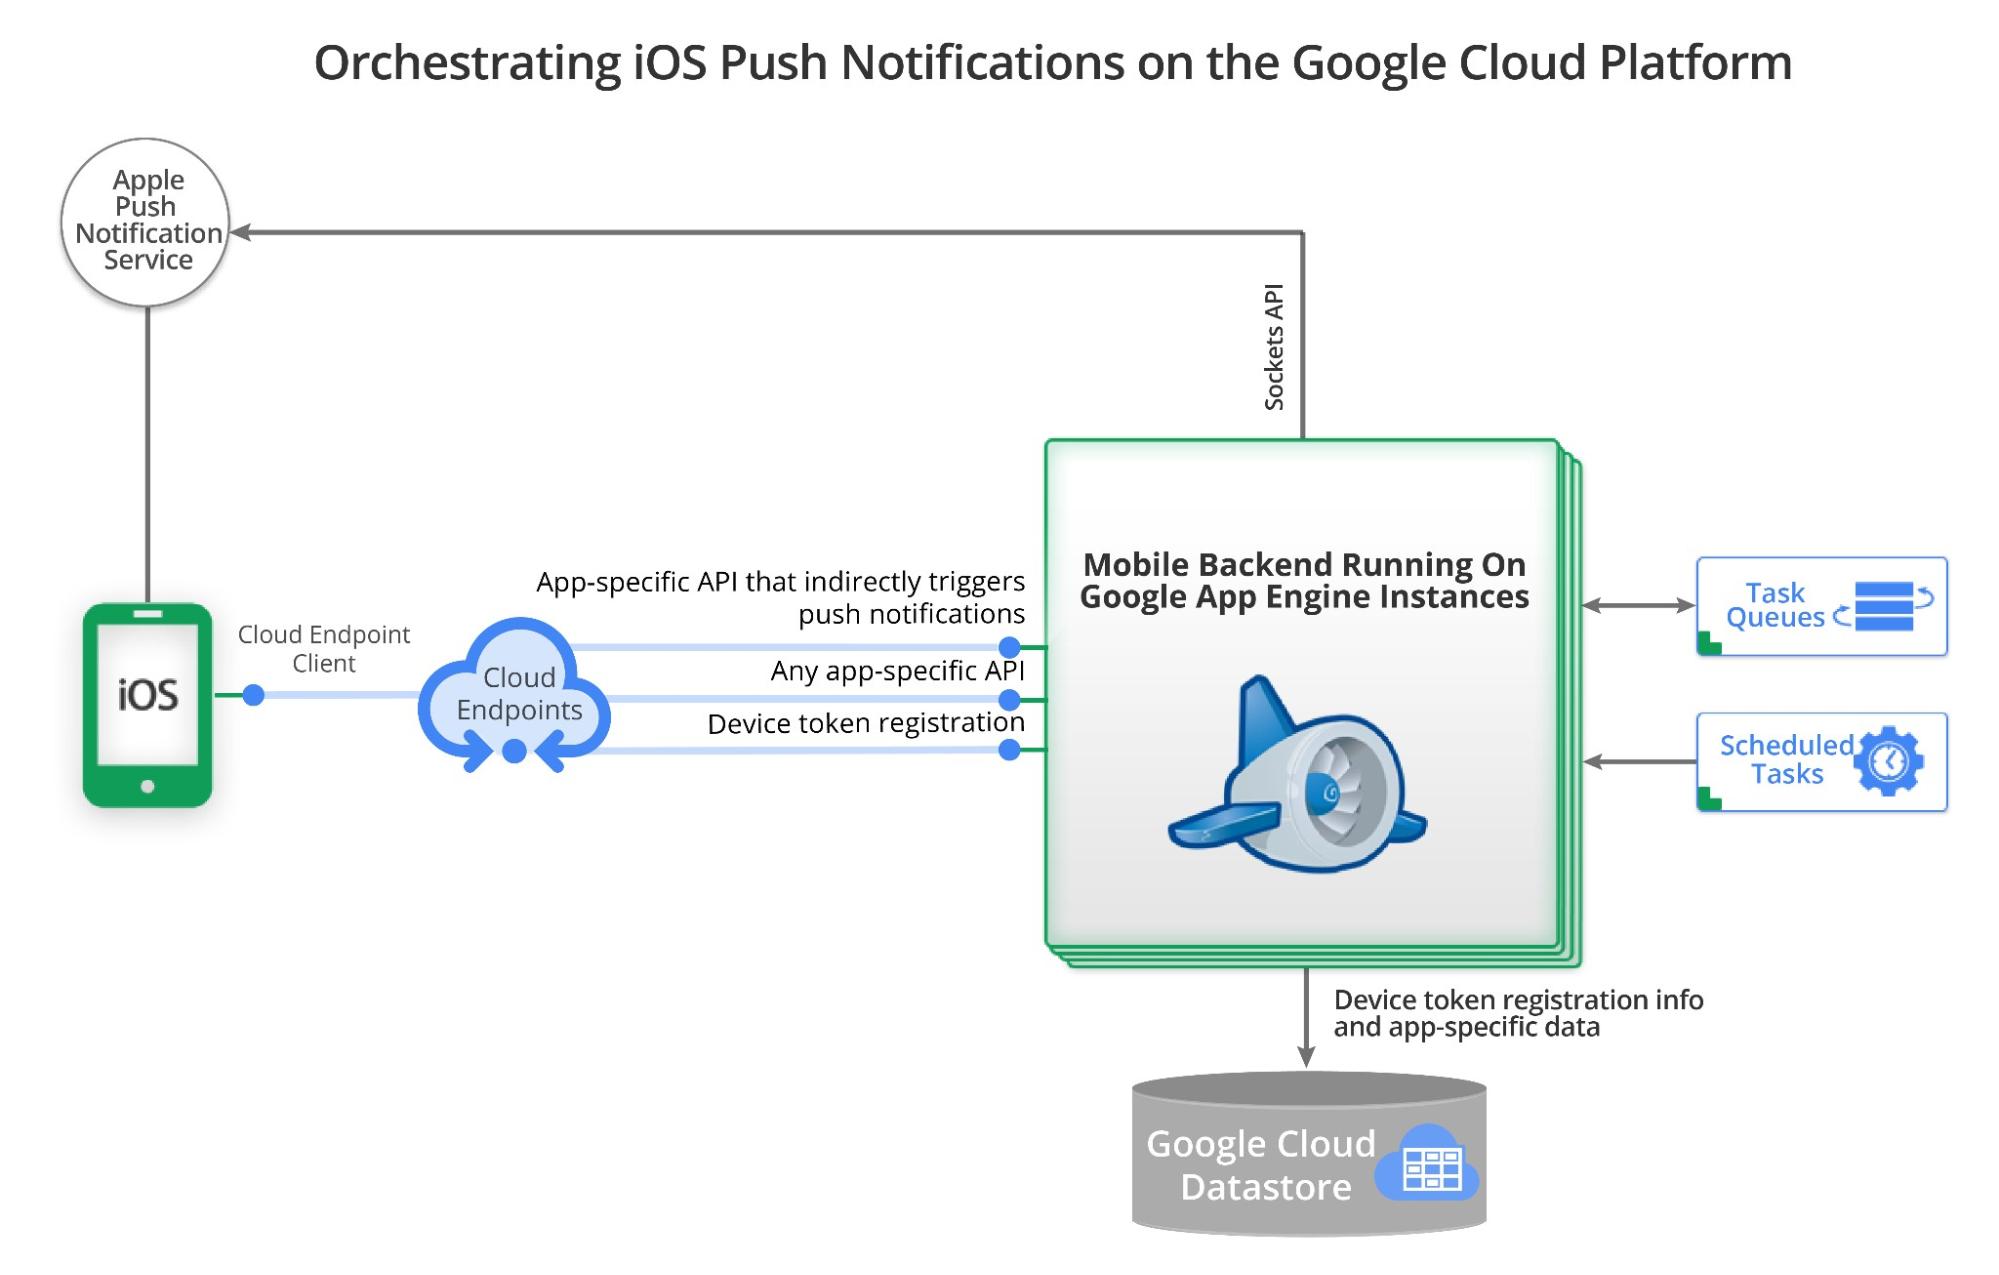 Orchestrating iOS Push Notifications on the Google Cloud Platform
Apple
Push
Notification
Service
Sockets API
App-specific API that indirectly triggers
push notifications
Mobile Backend Running On
Google App Engine Instances
Task
Queues
Cloud Endpoint
Client
iOS
Cloud
Endpoints
Any app-specific API
Device token registration
Scheduled
Tasks
Device token registration info
and app-specific data
Google Cloud
Datastore